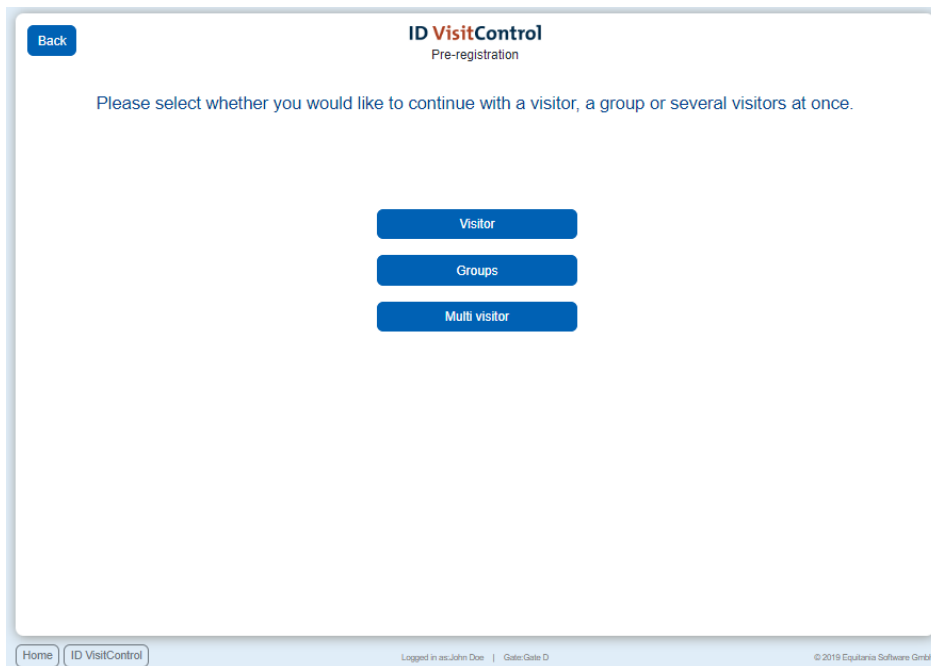 Back
ID VisitControl
Pre-registration
Please select whether you would like to continue with a visitor, a group or several visitors at once.
Visitor
Groups
Multi visitor
Home
ID VisitControl
Logged in as:John Doe | Gate:Gate D
© 2019 Equitania Software GmbH